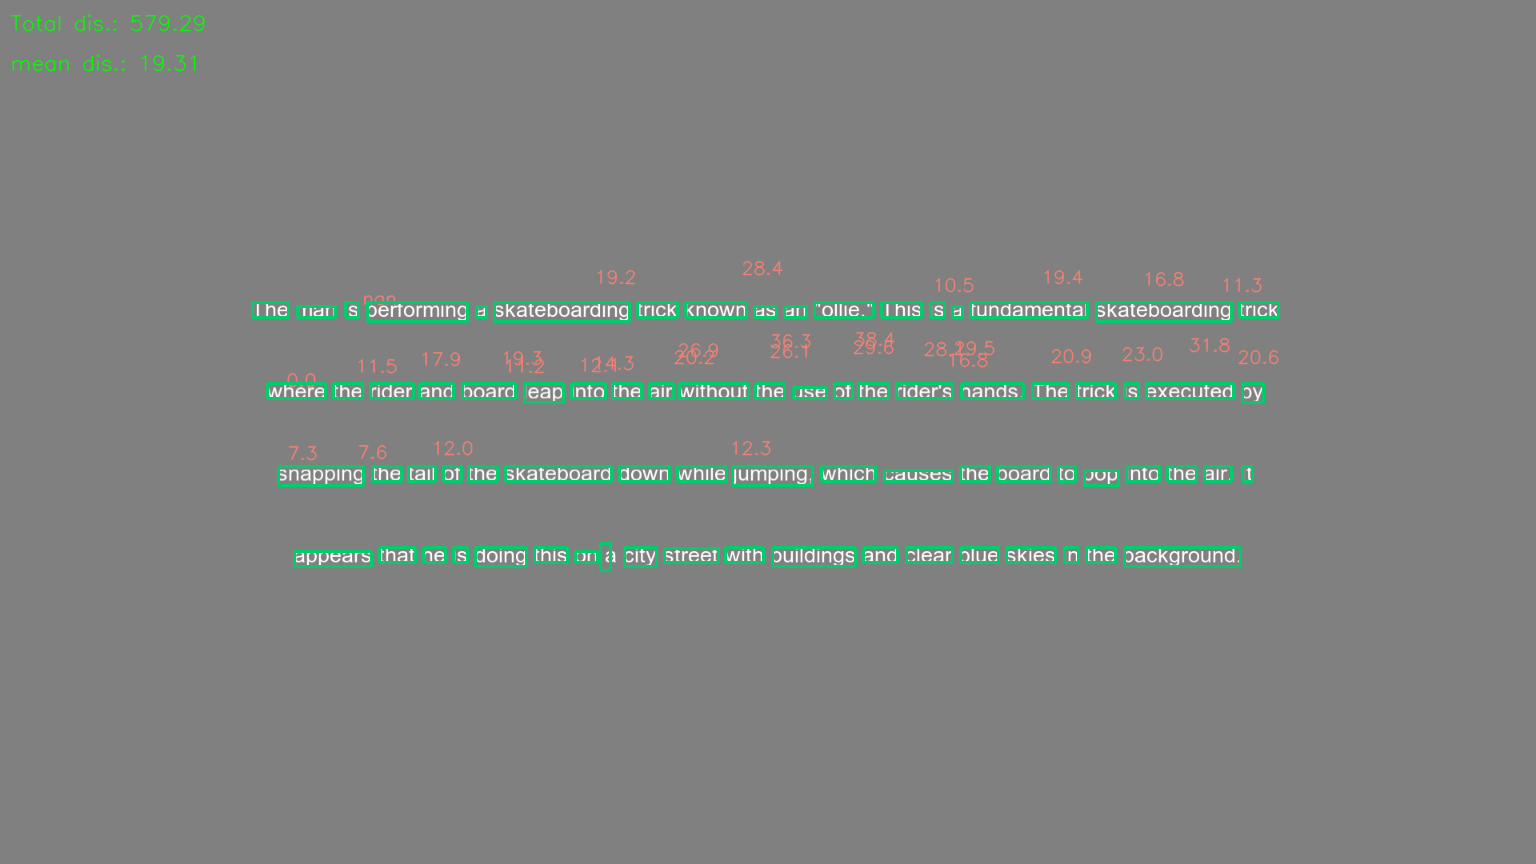 Total dis.: 579.29
mean dis.: 19.31
19.2 28.4 10.5 19.4 16.8 11.3
nan
The man is performing a skateboarding trick known as an "ollie." This is a fundamental skateboarding trick
11.5 17.9 19.3 11.2 12.1 14.3 26.9 20.2 36.3 26.1 38.4 29.6 28.2 29.5 16.8 20.9 23.0 31.8 20.6
0.0
where the rider and board leap into the air without the use of the rider's hands. The trick is executed by
7.3 7.6 12.0 12.3
snapping the tail of the skateboard down while jumping, which causes the board to pop into the air. It
appears that he is doing this on a city street with buildings and clear blue skies in the background.